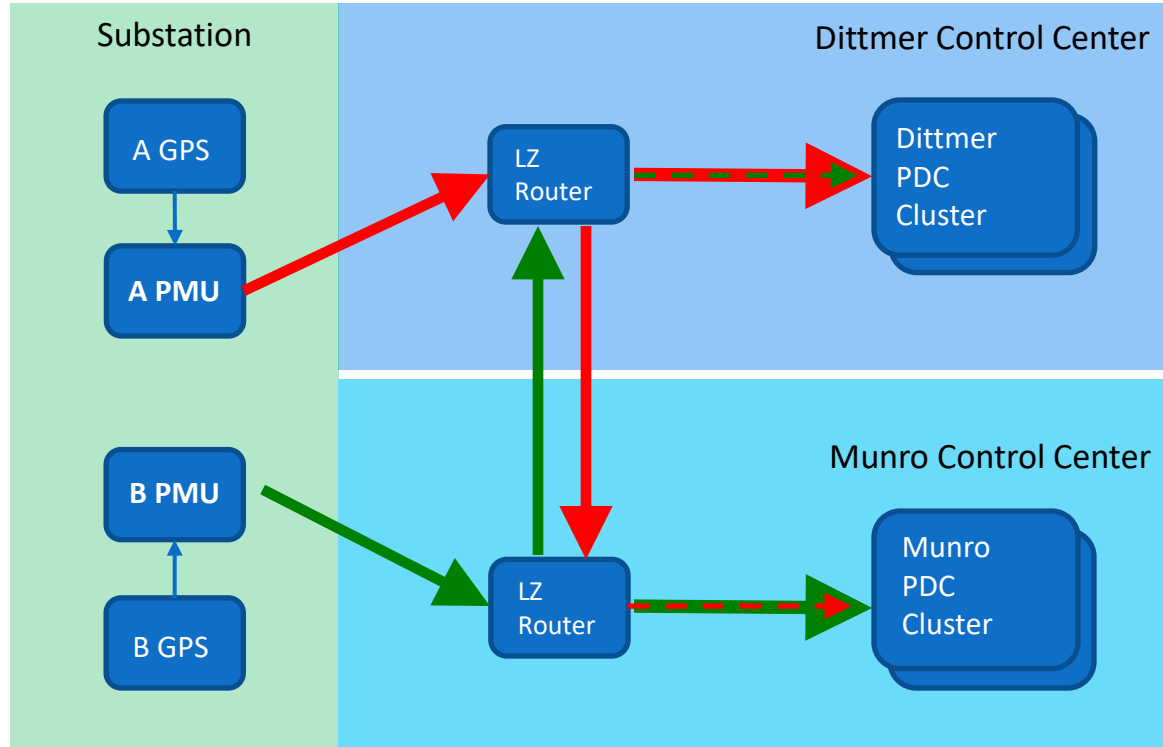 Substation
A GPS
A PMU
B PMU
B GPS
Dittmer Control Center
LZ
Router
Dittmer
PDC
Cluster
Munro Control Center
LZ
Router
Munro
PDC
Cluster